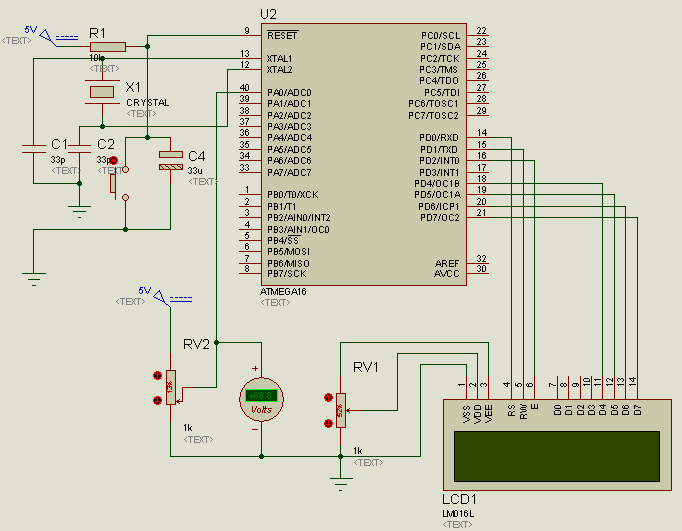 U2
5V
<TEXT>
R1
10k
<TEXT>
X1
CRYSTAL
<TEXT>
C1
33p
<TEXT>
C2
33p
<TEXT>
C4
33u
<TEXT>
9 RESET
13 XTAL1
12 XTAL2
40 PA0/ADC0
39 PA1/ADC1
38 PA2/ADC2
37 PA3/ADC3
36 PA4/ADC4
35 PA5/ADC5
34 PA6/ADC6
33 PA7/ADC7
1 PB0/T0/XCK
2 PB1/T1
3 PB2/AIN0/INT2
4 PB3/AIN1/OC0
5 PB4/SS
6 PB5/MOSI
7 PB6/MISO
8 PB7/SCK
PC0/SCL 22
PC1/SDA 23
PC2/TCK 24
PC3/TMS 25
PC4/TDO 26
PC5/TDI 27
PC6/TOSC1 28
PC7/TOSC2 29
PD0/RXD 14
PD1/TXD 15
PD2/INT0 16
PD3/INT1 17
PD4/OC1B 18
PD5/OC1A 19
PD6/ICP1 20
PD7/OC2 21
AREF 32
AVCC 30
ATMEGA16
<TEXT>
5V
<TEXT>
RV2
1k
<TEXT>
+
+88.8
Volts
−
RV1
1k
<TEXT>
1 2 3 4 5 6 7 8 9 10 11 12 13 14
VSS VDD VEE RS RW E D0 D1 D2 D3 D4 D5 D6 D7
LCD1
LM016L
<TEXT>